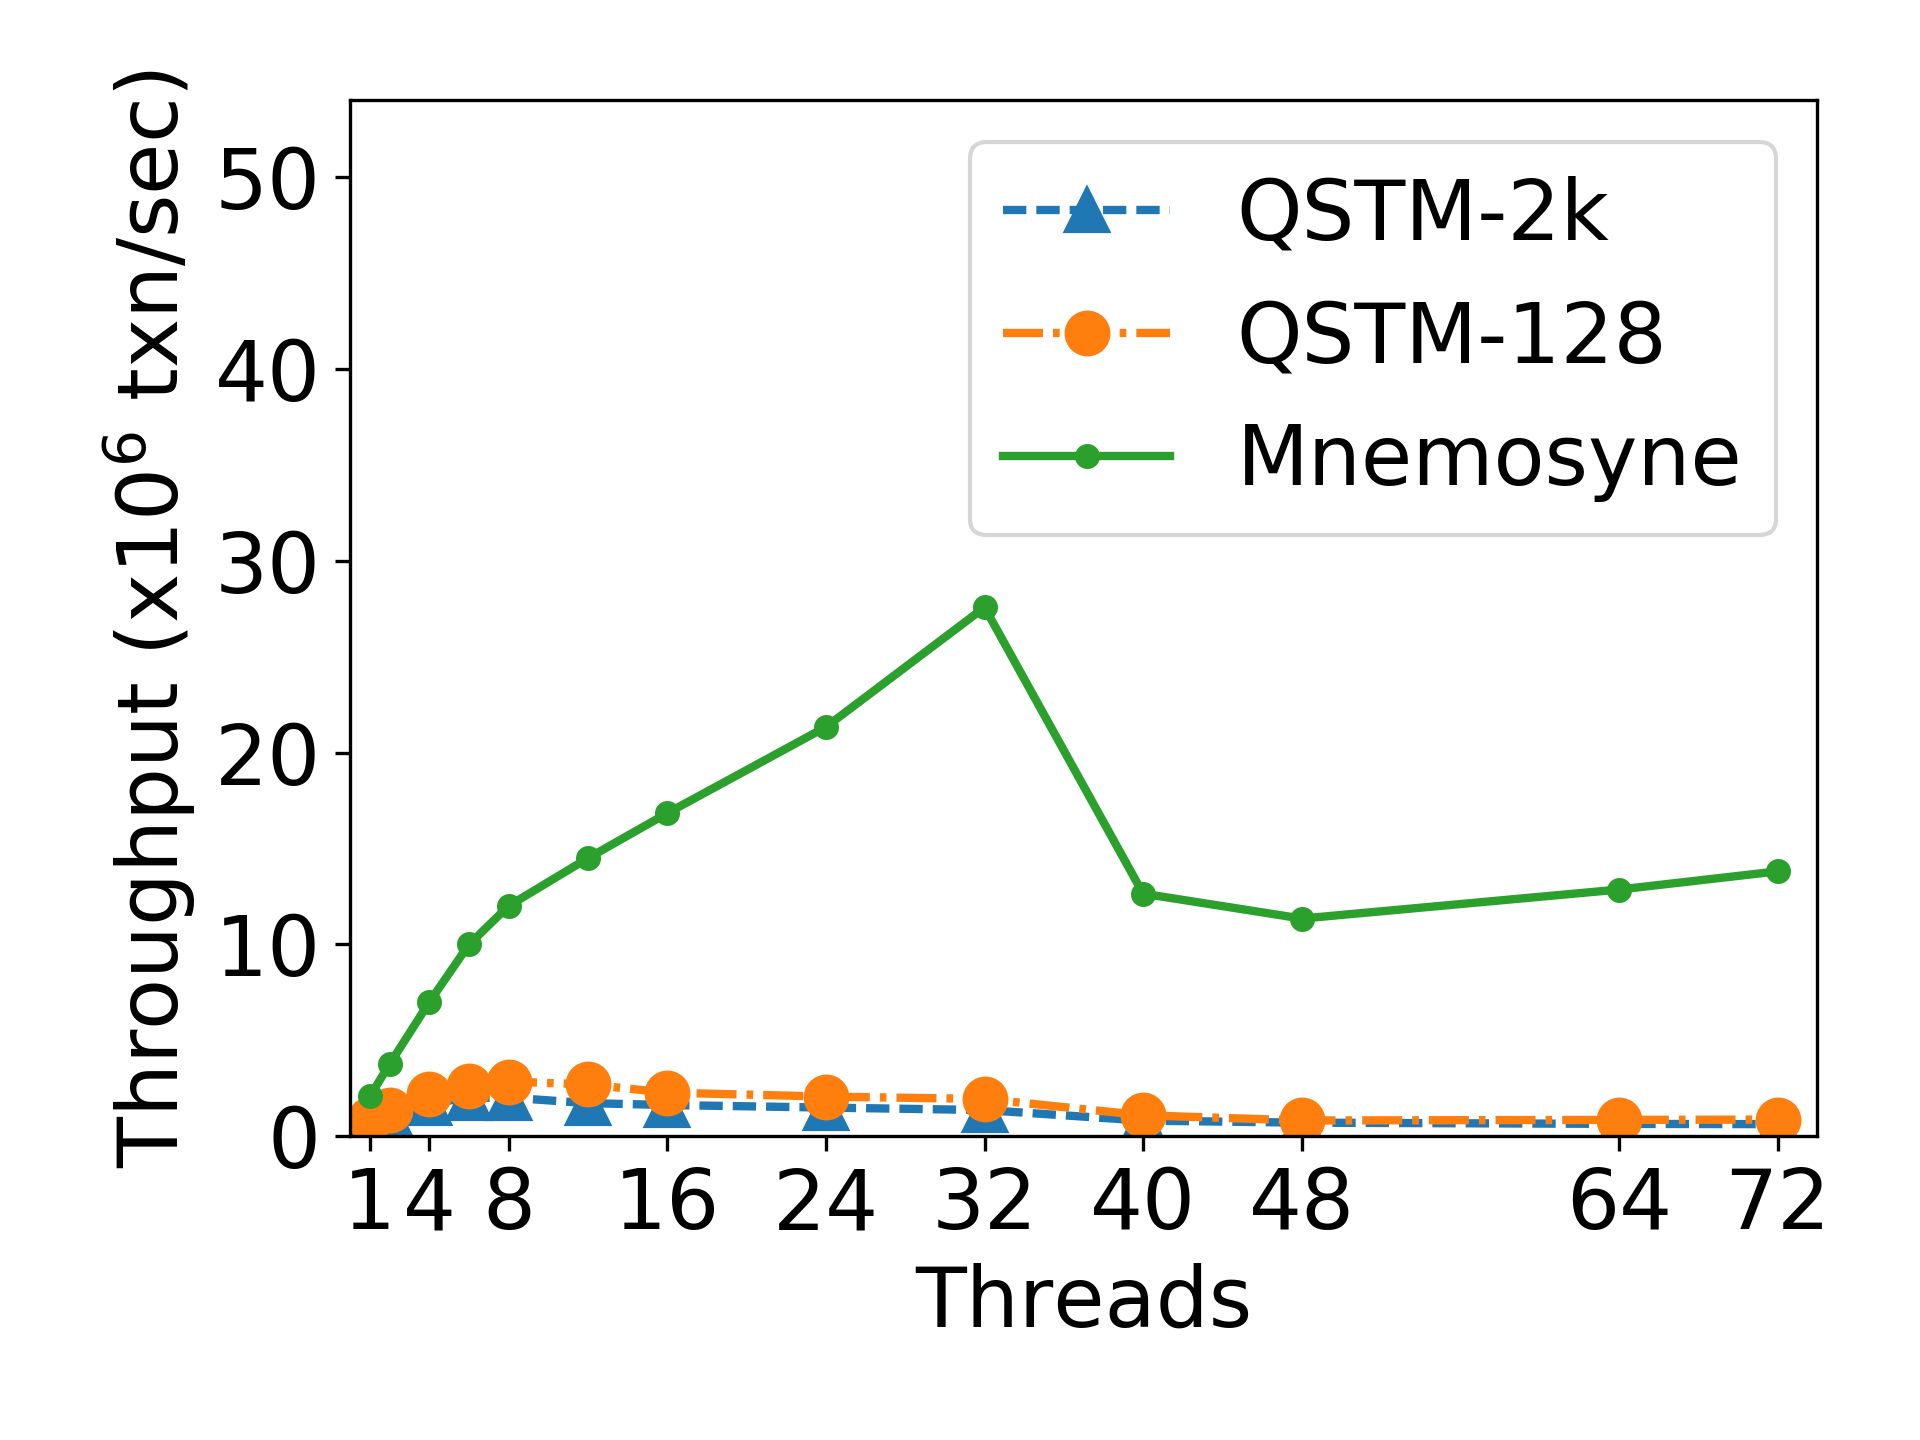 Throughput (x10⁶ txn/sec)
50
40
30
20
10
0
QSTM-2k
QSTM-128
Mnemosyne
1 4 8 16 24 32 40 48 64 72
Threads